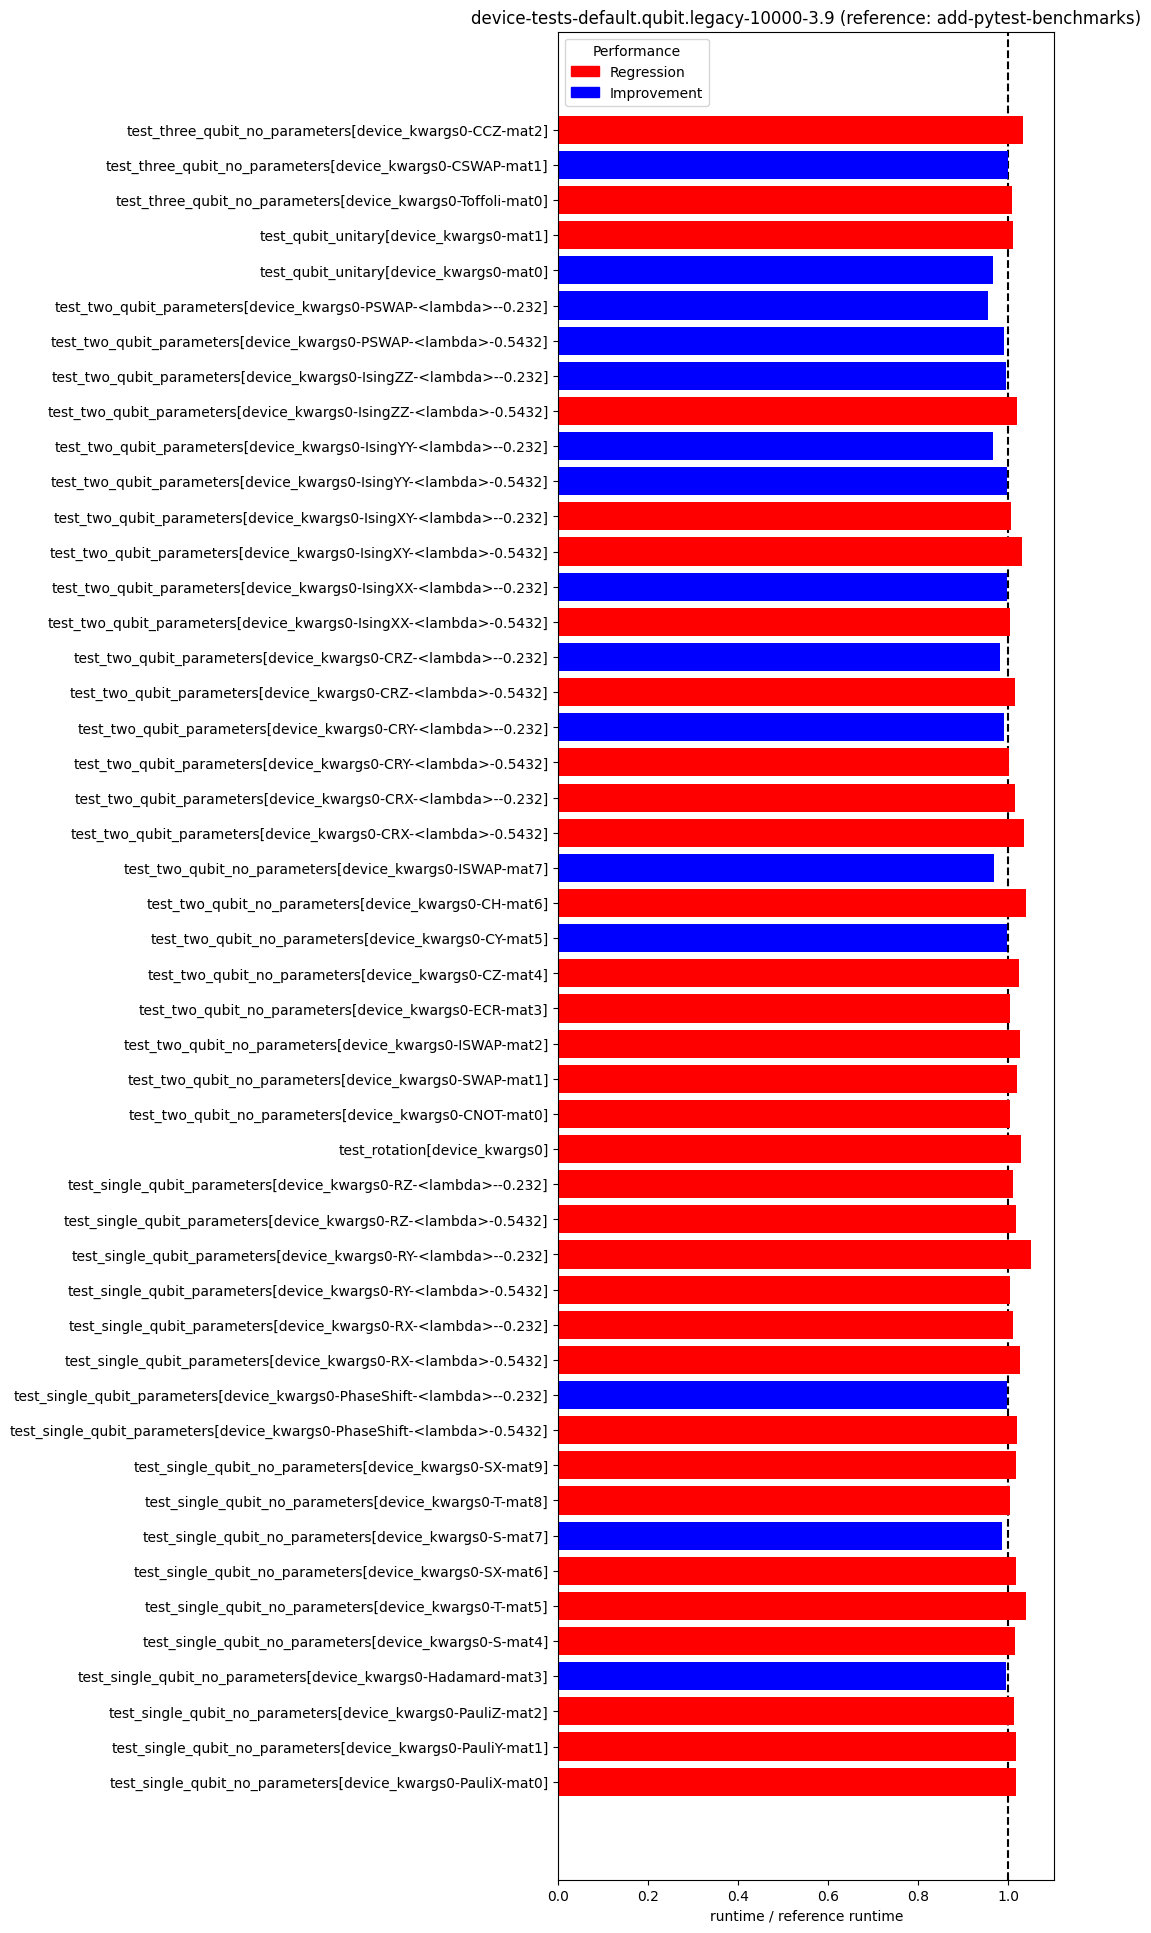 device-tests-default.qubit.legacy-10000-3.9 (reference: add-pytest-benchmarks)
Performance
Regression
Improvement
test_three_qubit_no_parameters[device_kwargs0-CCZ-mat2]
test_three_qubit_no_parameters[device_kwargs0-CSWAP-mat1]
test_three_qubit_no_parameters[device_kwargs0-Toffoli-mat0]
test_qubit_unitary[device_kwargs0-mat1]
test_qubit_unitary[device_kwargs0-mat0]
test_two_qubit_parameters[device_kwargs0-PSWAP-<lambda>--0.232]
test_two_qubit_parameters[device_kwargs0-PSWAP-<lambda>-0.5432]
test_two_qubit_parameters[device_kwargs0-IsingZZ-<lambda>--0.232]
test_two_qubit_parameters[device_kwargs0-IsingZZ-<lambda>-0.5432]
test_two_qubit_parameters[device_kwargs0-IsingYY-<lambda>--0.232]
test_two_qubit_parameters[device_kwargs0-IsingYY-<lambda>-0.5432]
test_two_qubit_parameters[device_kwargs0-IsingXY-<lambda>--0.232]
test_two_qubit_parameters[device_kwargs0-IsingXY-<lambda>-0.5432]
test_two_qubit_parameters[device_kwargs0-IsingXX-<lambda>--0.232]
test_two_qubit_parameters[device_kwargs0-IsingXX-<lambda>-0.5432]
test_two_qubit_parameters[device_kwargs0-CRZ-<lambda>--0.232]
test_two_qubit_parameters[device_kwargs0-CRZ-<lambda>-0.5432]
test_two_qubit_parameters[device_kwargs0-CRY-<lambda>--0.232]
test_two_qubit_parameters[device_kwargs0-CRY-<lambda>-0.5432]
test_two_qubit_parameters[device_kwargs0-CRX-<lambda>--0.232]
test_two_qubit_parameters[device_kwargs0-CRX-<lambda>-0.5432]
test_two_qubit_no_parameters[device_kwargs0-ISWAP-mat7]
test_two_qubit_no_parameters[device_kwargs0-CH-mat6]
test_two_qubit_no_parameters[device_kwargs0-CY-mat5]
test_two_qubit_no_parameters[device_kwargs0-CZ-mat4]
test_two_qubit_no_parameters[device_kwargs0-ECR-mat3]
test_two_qubit_no_parameters[device_kwargs0-ISWAP-mat2]
test_two_qubit_no_parameters[device_kwargs0-SWAP-mat1]
test_two_qubit_no_parameters[device_kwargs0-CNOT-mat0]
test_rotation[device_kwargs0]
test_single_qubit_parameters[device_kwargs0-RZ-<lambda>--0.232]
test_single_qubit_parameters[device_kwargs0-RZ-<lambda>-0.5432]
test_single_qubit_parameters[device_kwargs0-RY-<lambda>--0.232]
test_single_qubit_parameters[device_kwargs0-RY-<lambda>-0.5432]
test_single_qubit_parameters[device_kwargs0-RX-<lambda>--0.232]
test_single_qubit_parameters[device_kwargs0-RX-<lambda>-0.5432]
test_single_qubit_parameters[device_kwargs0-PhaseShift-<lambda>--0.232]
test_single_qubit_parameters[device_kwargs0-PhaseShift-<lambda>-0.5432]
test_single_qubit_no_parameters[device_kwargs0-SX-mat9]
test_single_qubit_no_parameters[device_kwargs0-T-mat8]
test_single_qubit_no_parameters[device_kwargs0-S-mat7]
test_single_qubit_no_parameters[device_kwargs0-SX-mat6]
test_single_qubit_no_parameters[device_kwargs0-T-mat5]
test_single_qubit_no_parameters[device_kwargs0-S-mat4]
test_single_qubit_no_parameters[device_kwargs0-Hadamard-mat3]
test_single_qubit_no_parameters[device_kwargs0-PauliZ-mat2]
test_single_qubit_no_parameters[device_kwargs0-PauliY-mat1]
test_single_qubit_no_parameters[device_kwargs0-PauliX-mat0]
0.0 0.2 0.4 0.6 0.8 1.0
runtime / reference runtime